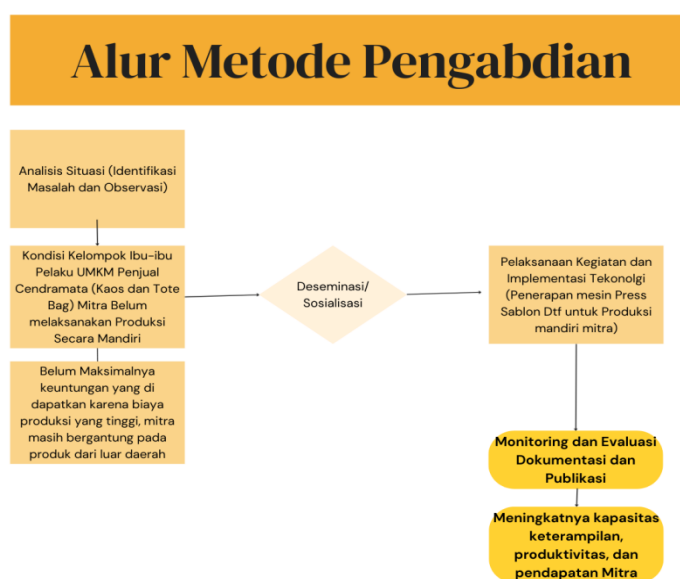 Alur Metode Pengabdian
Analisis Situasi (Identifikasi
Masalah dan Observasi)
Kondisi Kelompok Ibu-ibu
Pelaku UMKM Penjual
Cendramata (Kaos dan Tote
Bag) Mitra Belum
melaksanakan Produksi
Secara Mandiri
Belum Maksimalnya
keuntungan yang di
dapatkan karena biaya
produksi yang tinggi, mitra
masih bergantung pada
produk dari luar daerah
Deseminasi/
Sosialisasi
Pelaksanaan Kegiatan dan
Implementasi Tekonolgi
(Penerapan mesin Press
Sablon Dtf untuk Produksi
mandiri mitra)
Monitoring dan Evaluasi
Dokumentasi dan
Publikasi
Meningkatnya kapasitas
keterampilan,
produktivitas, dan
pendapatan Mitra